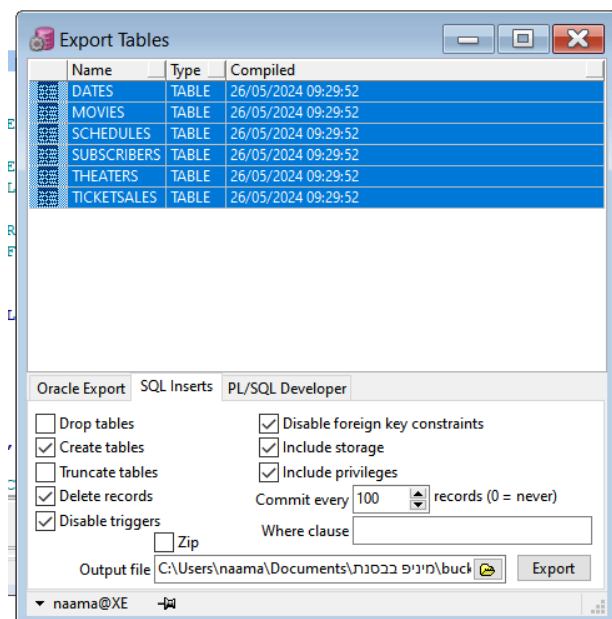 Export Tables
Name Type Compiled
DATES TABLE 26/05/2024 09:29:52
MOVIES TABLE 26/05/2024 09:29:52
SCHEDULES TABLE 26/05/2024 09:29:52
SUBSCRIBERS TABLE 26/05/2024 09:29:52
THEATERS TABLE 26/05/2024 09:29:52
TICKETSALES TABLE 26/05/2024 09:29:52
Oracle Export SQL Inserts PL/SQL Developer
Drop tables Disable foreign key constraints
Create tables Include storage
Truncate tables Include privileges
Delete records Commit every 100 records (0 = never)
Disable triggers Where clause
Zip
Output file C:\Users\naama\Documents\מיניפ בבסנת\buck Export
naama@XE